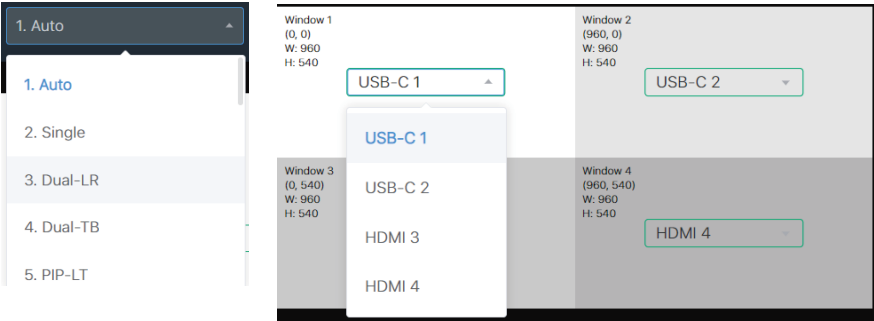 1. Auto
1. Auto
2. Single
3. Dual-LR
4. Dual-TB
5. PIP-LT
Window 1
(0, 0)
W: 960
H: 540
USB-C 1
USB-C 1
USB-C 2
HDMI 3
HDMI 4
Window 2
(960, 0)
W: 960
H: 540
USB-C 2
Window 3
(0, 540)
W: 960
H: 540
Window 4
(960, 540)
W: 960
H: 540
HDMI 4